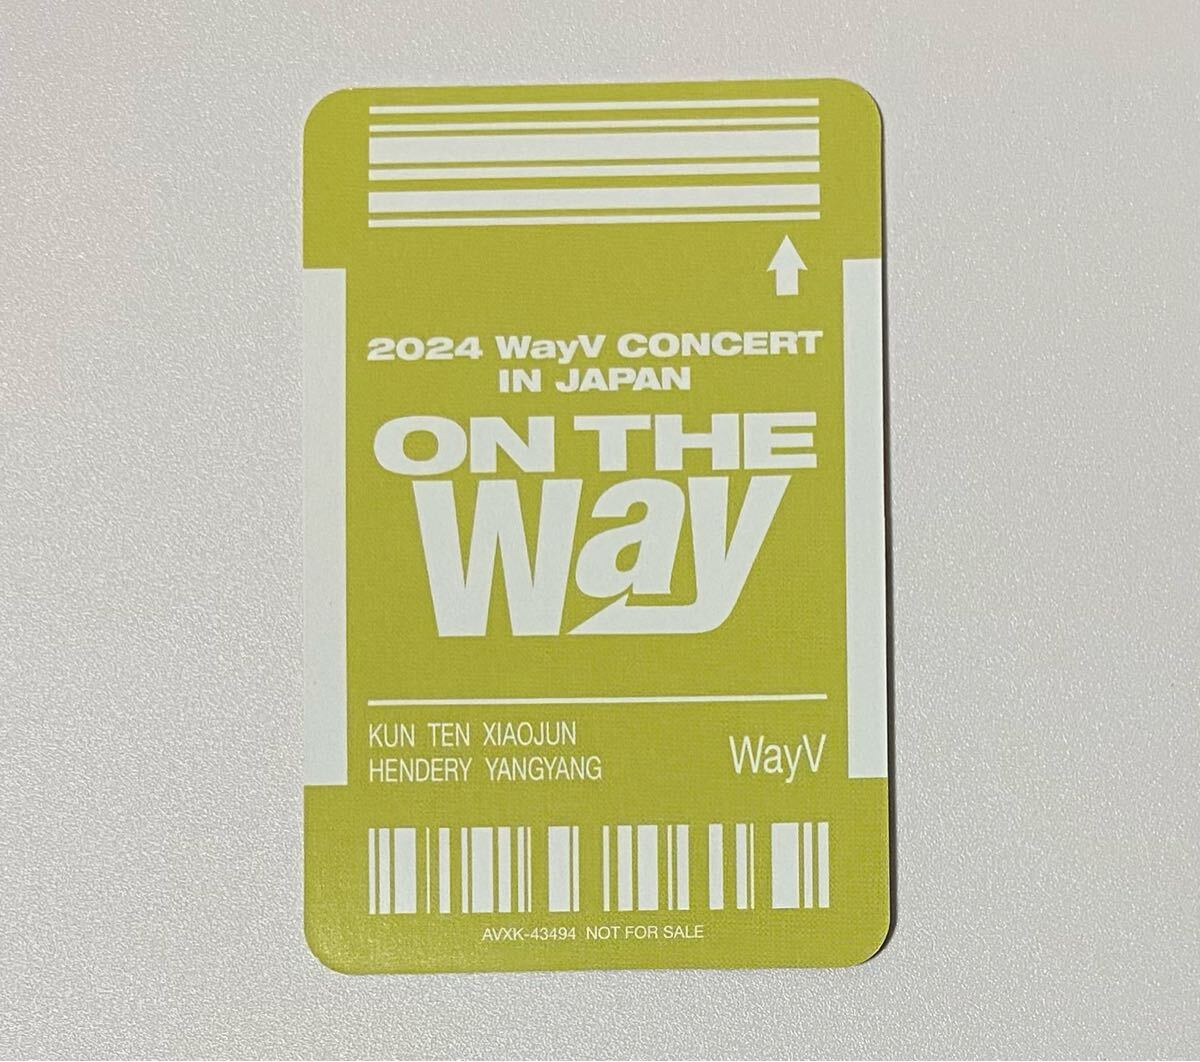 2024 WayV CONCERT
IN JAPAN
ON THE
Way
KUN TEN XIAOJUN
HENDERY YANGYANG
WayV
AVXK-43494 NOT FOR SALE